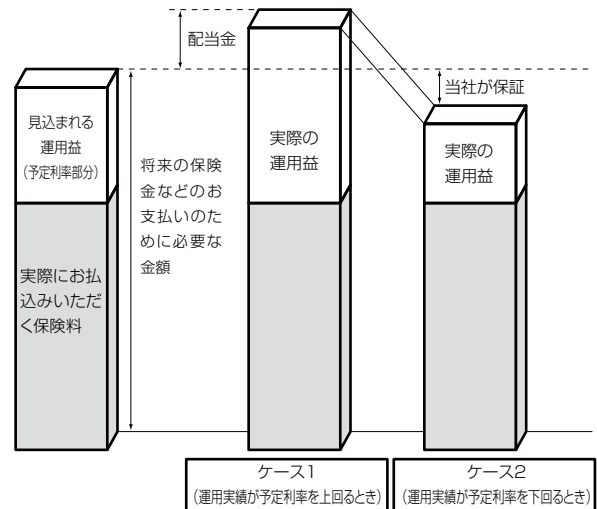 配当金
当社が保証
見込まれる
運用益
(予定利率部分)
実際にお払
込みいただ
く保険料
将来の保険
金などのお
支払いのた
めに必要な
金額
実際の
運用益
実際の
運用益
ケース1
(運用実績が予定利率を上回るとき)
ケース2
(運用実績が予定利率を下回るとき)